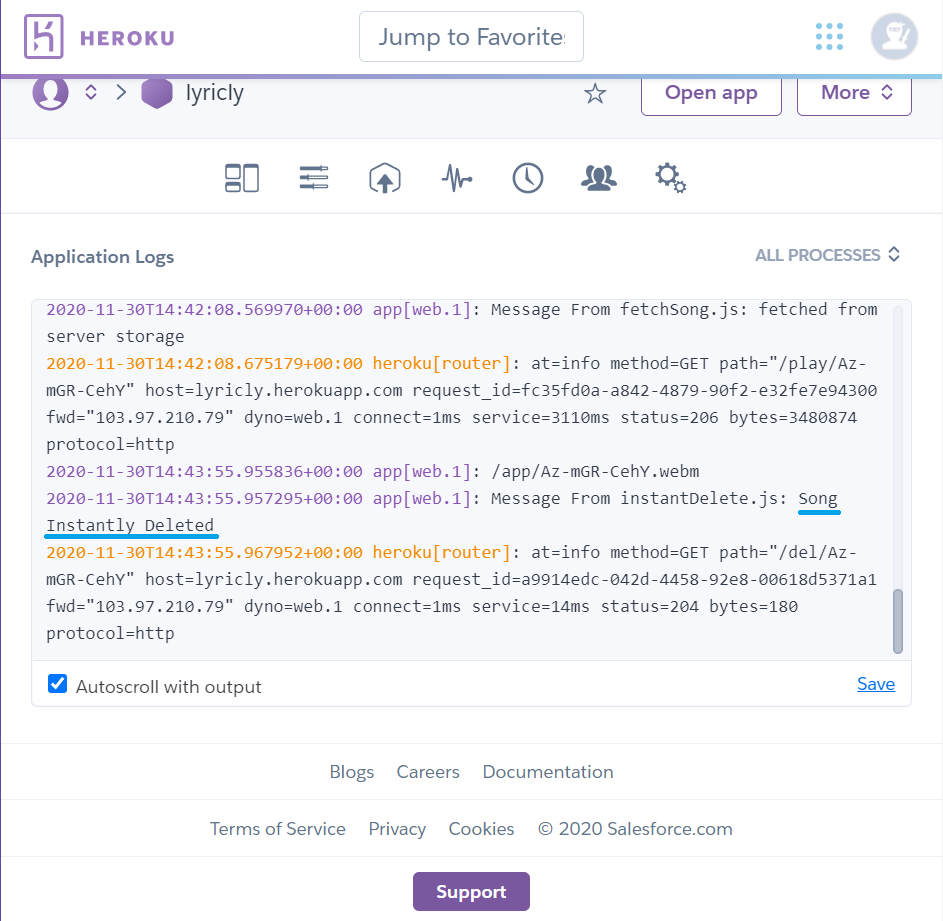 HEROKU
Jump to Favorite
lyricly
Open app
More
Application Logs
ALL PROCESSES
2020-11-30T14:42:08.569970+00:00 app[web.1]: Message From fetchSong.js: fetched from
server storage
2020-11-30T14:42:08.675179+00:00 heroku[router]: at=info method=GET path="/play/Az-
mGR-CehY" host=lyricly.herokuapp.com request_id=fc35fd0a-a842-4879-90f2-e32fe7e94300
fwd="103.97.210.79" dyno=web.1 connect=1ms service=3110ms status=206 bytes=3480874
protocol=http
2020-11-30T14:43:55.955836+00:00 app[web.1]: /app/Az-mGR-CehY.webm
2020-11-30T14:43:55.957295+00:00 app[web.1]: Message From instantDelete.js: Song
Instantly Deleted
2020-11-30T14:43:55.967952+00:00 heroku[router]: at=info method=GET path="/del/Az-
mGR-CehY" host=lyricly.herokuapp.com request_id=a9914edc-042d-4458-92e8-00618d5371a1
fwd="103.97.210.79" dyno=web.1 connect=1ms service=14ms status=204 bytes=180
protocol=http
Autoscroll with output
Save
Blogs Careers Documentation
Terms of Service Privacy Cookies © 2020 Salesforce.com
Support